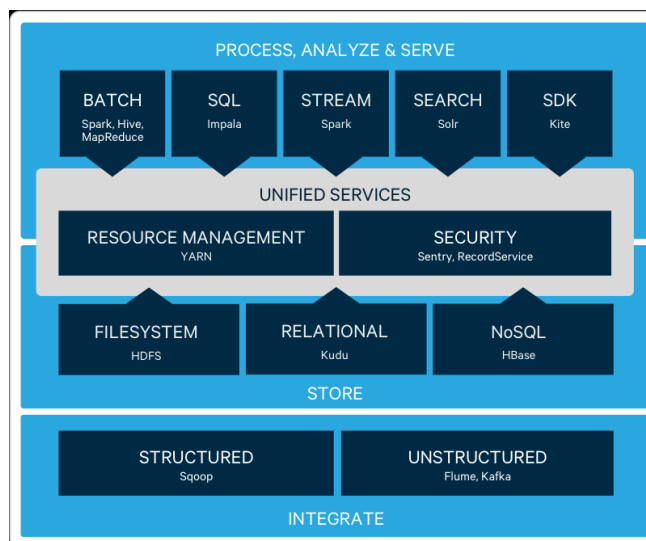 PROCESS, ANALYZE & SERVE
BATCH
Spark, Hive,
MapReduce
SQL
Impala
STREAM
Spark
SEARCH
Solr
SDK
Kite
UNIFIED SERVICES
RESOURCE MANAGEMENT
YARN
SECURITY
Sentry, RecordService
FILESYSTEM
HDFS
RELATIONAL
Kudu
NoSQL
HBase
STORE
STRUCTURED
Sqoop
UNSTRUCTURED
Flume, Kafka
INTEGRATE